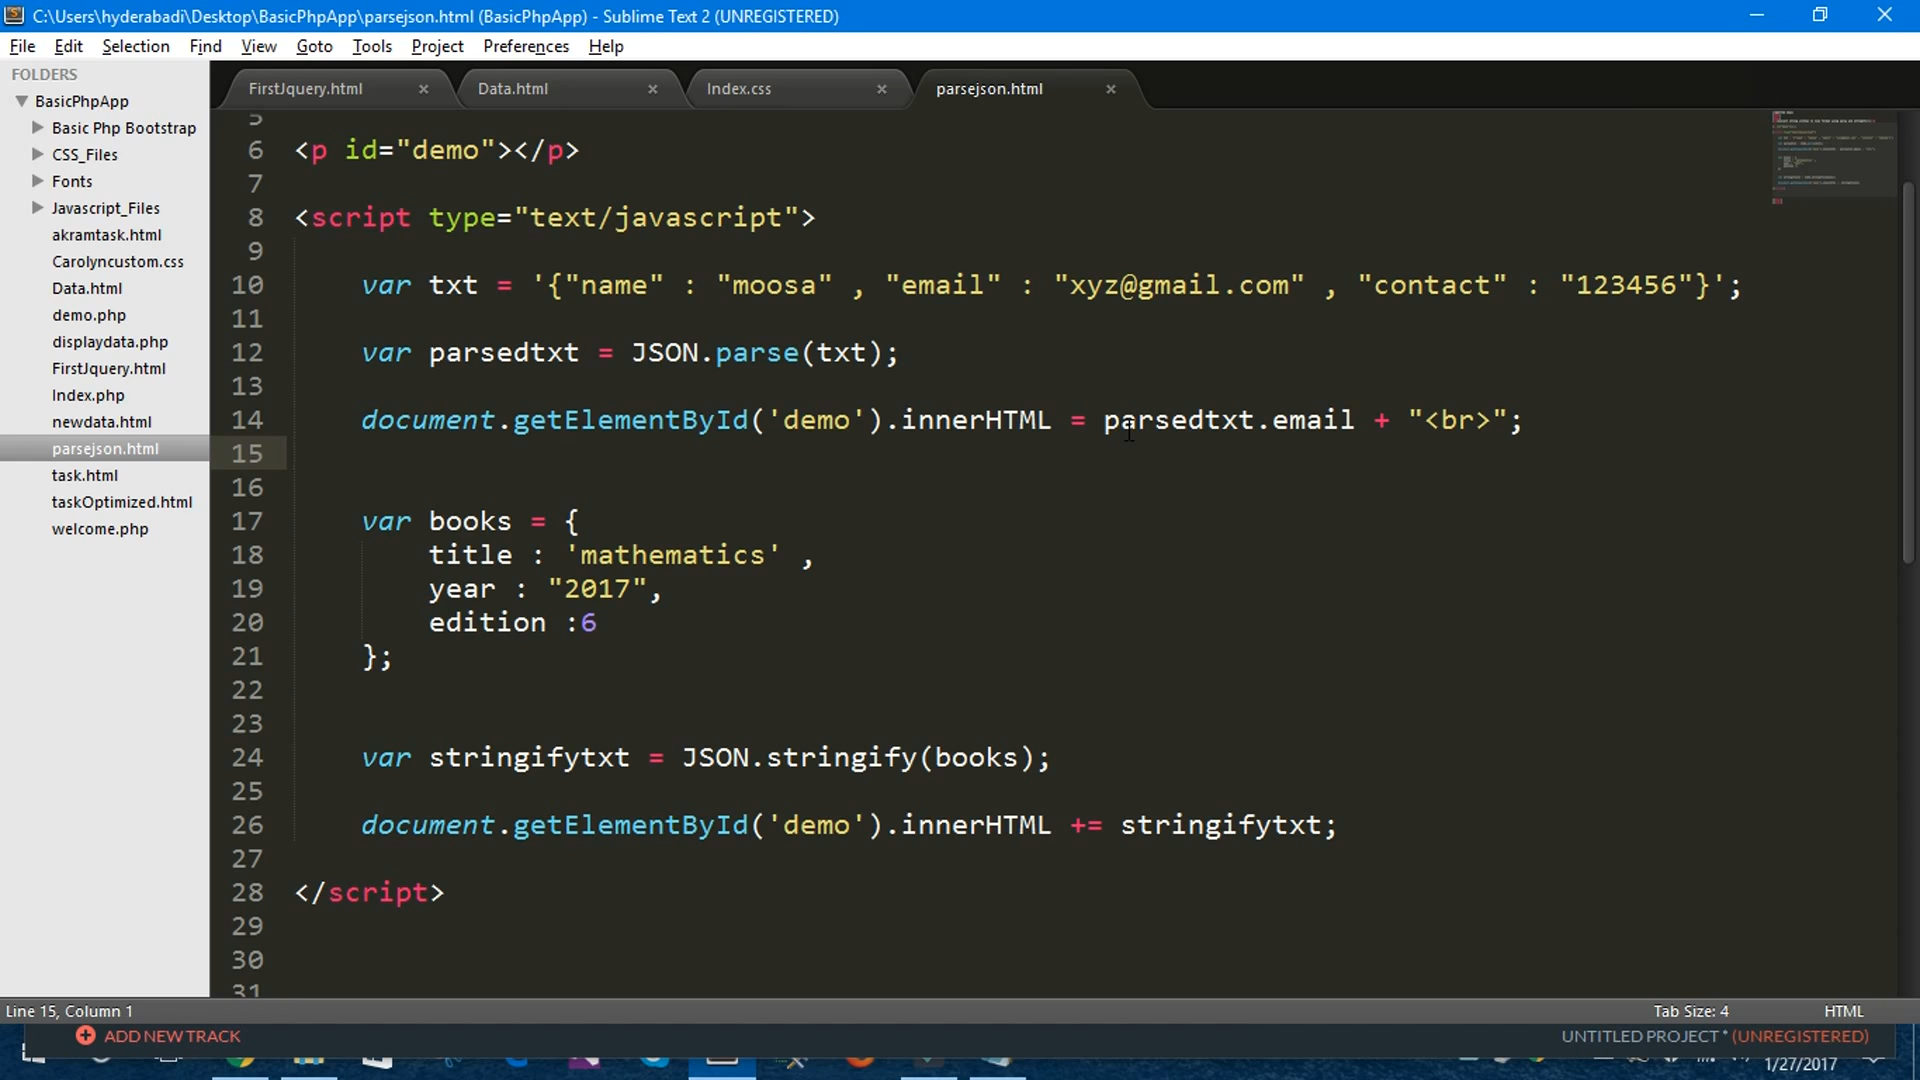 C:\Users\hyderabadi\Desktop\BasicPhpApp\parsejson.html (BasicPhpApp) - Sublime Text 2 (UNREGISTERED)
File Edit Selection Find View Goto Tools Project Preferences Help
FOLDERS
BasicPhpApp
Basic Php Bootstrap
CSS_Files
Fonts
Javascript_Files
akramtask.html
Carolyncustom.css
Data.html
demo.php
displaydata.php
FirstJquery.html
Index.php
newdata.html
parsejson.html
task.html
taskOptimized.html
welcome.php
FirstJquery.html × Data.html × Index.css × parsejson.html ×
5
6 <p id="demo"></p>
7
8 <script type="text/javascript">
9
10 var txt = '{"name" : "moosa" , "email" : "xyz@gmail.com" , "contact" : "123456"}';
11
12 var parsedtxt = JSON.parse(txt);
13
14 document.getElementById('demo').innerHTML = parsedtxt.email + "<br>";
15
16
17 var books = {
18 title : 'mathematics' ,
19 year : "2017",
20 edition :6
21 };
22
23
24 var stringifytxt = JSON.stringify(books);
25
26 document.getElementById('demo').innerHTML += stringifytxt;
27
28 </script>
29
30
31
Line 15, Column 1 Tab Size: 4 HTML
ADD NEW TRACK UNTITLED PROJECT * (UNREGISTERED)
1/27/2017